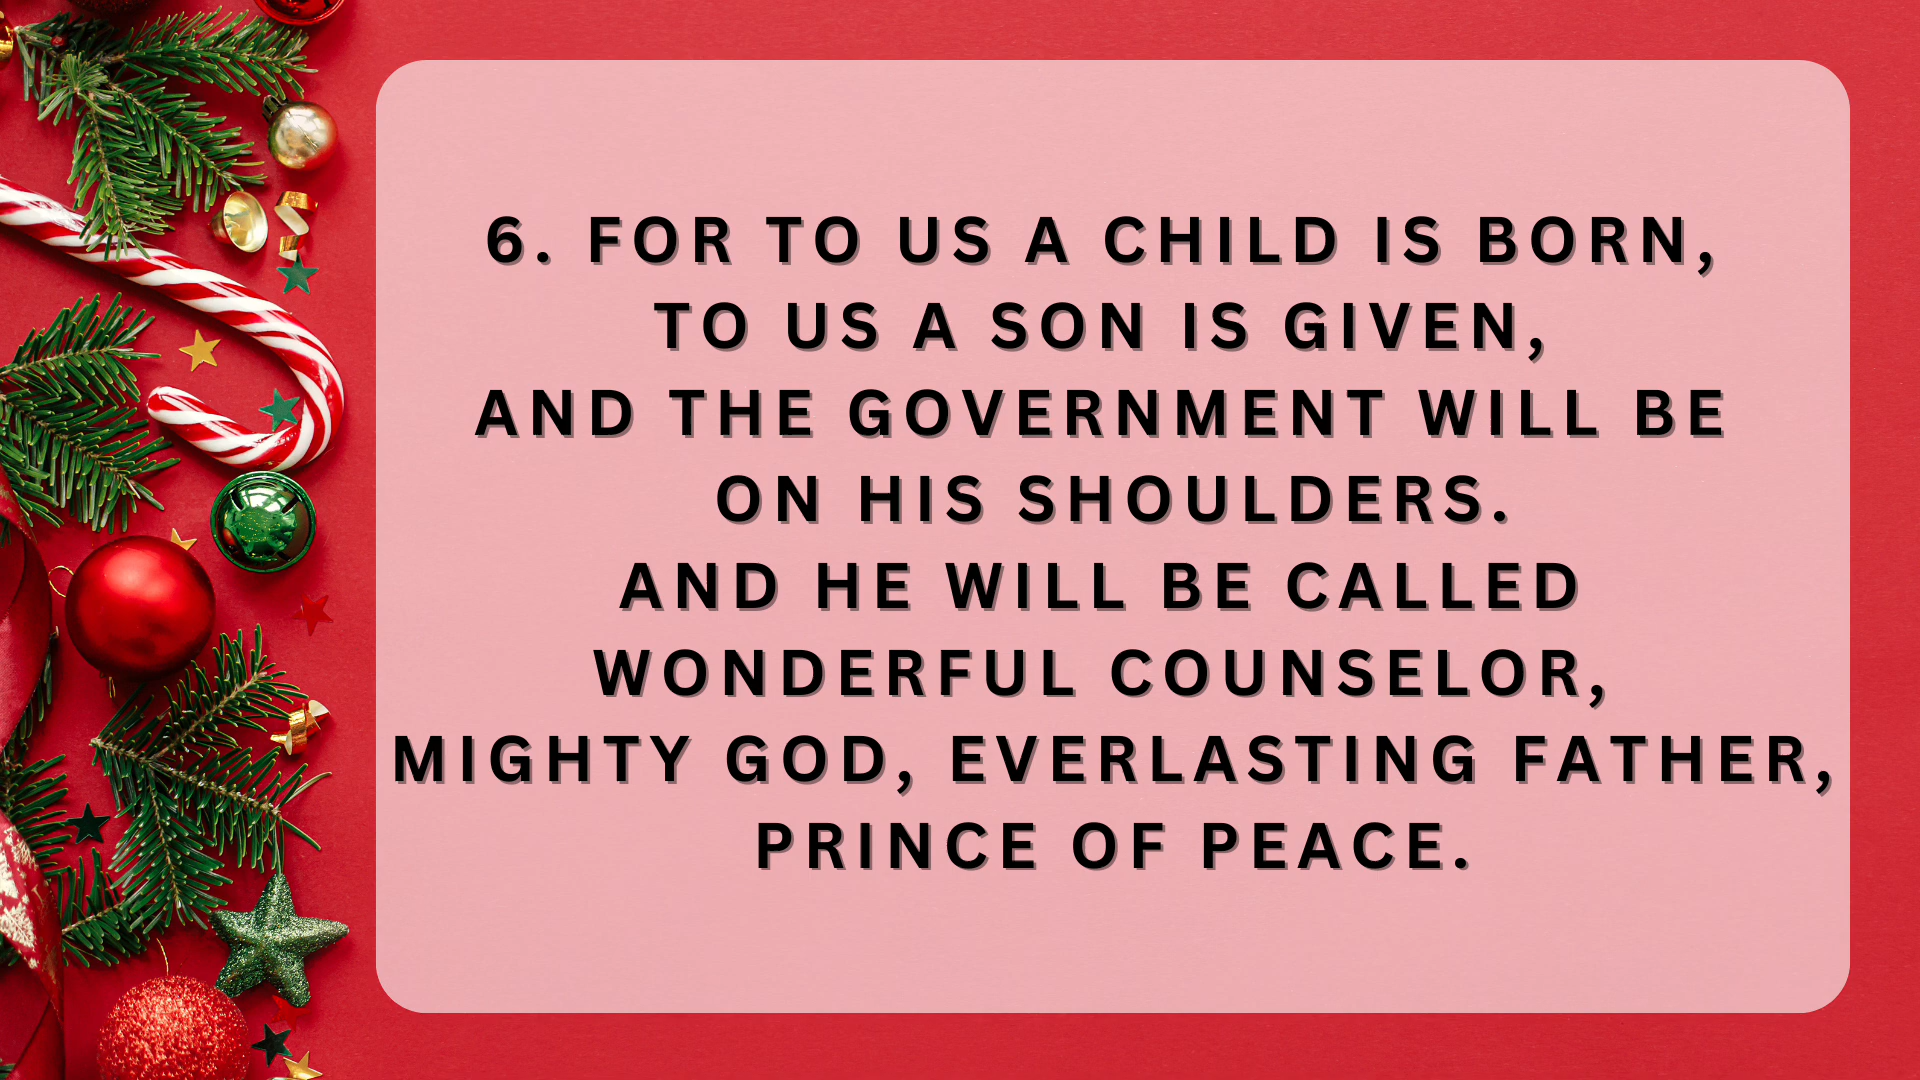 6. FOR TO US A CHILD IS BORN,
TO US A SON IS GIVEN,
AND THE GOVERNMENT WILL BE
ON HIS SHOULDERS.
AND HE WILL BE CALLED
WONDERFUL COUNSELOR,
MIGHTY GOD, EVERLASTING FATHER,
PRINCE OF PEACE.